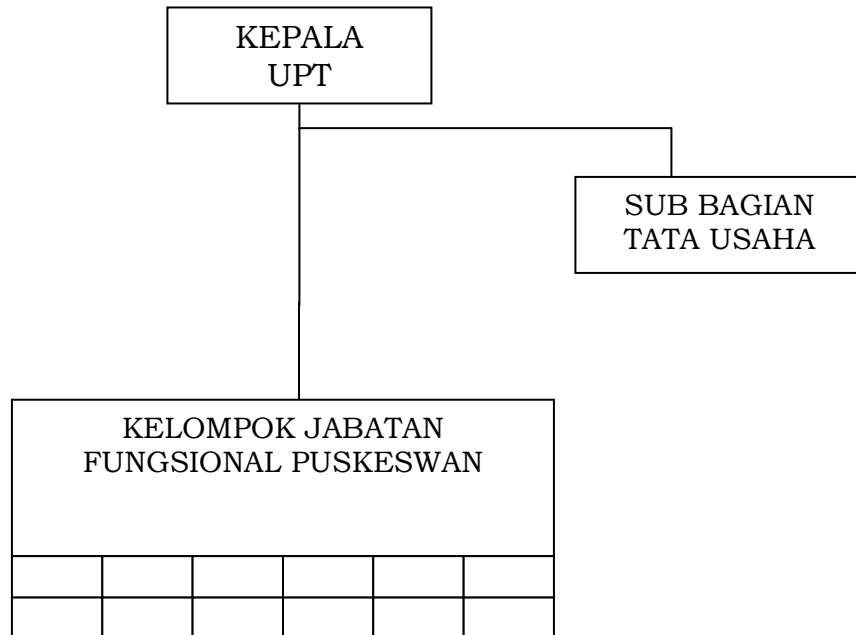 KEPALA
UPT
SUB BAGIAN
TATA USAHA
KELOMPOK JABATAN
FUNGSIONAL PUSKESWAN